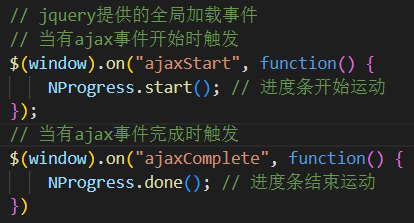 // jquery提供的全局加载事件
// 当有ajax事件开始时触发
$(window).on("ajaxStart", function() {
    NProgress.start(); // 进度条开始运动
});
// 当有ajax事件完成时触发
$(window).on("ajaxComplete", function() {
    NProgress.done(); // 进度条结束运动
})